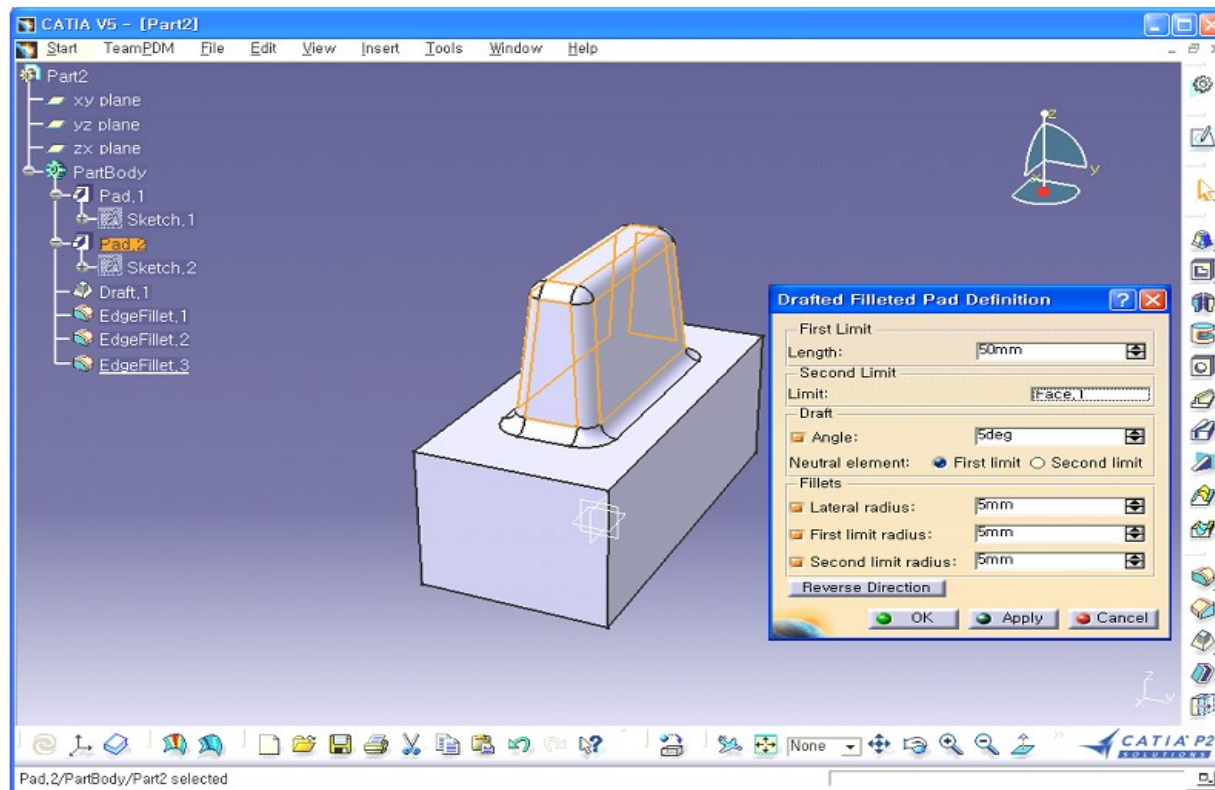 CATIA V5 - [Part2]
Start TeamPDM File Edit View Insert Tools Window Help
Part2
xy plane
yz plane
zx plane
PartBody
Pad.1
Sketch.1
Pad.2
Sketch.2
Draft.1
EdgeFillet.1
EdgeFillet.2
EdgeFillet.3
z
y
x
Drafted Filleted Pad Definition
First Limit
Length: 50mm
Second Limit
Limit: Face.1
Draft
Angle: 5deg
Neutral element: First limit Second limit
Fillets
Lateral radius: 5mm
First limit radius: 5mm
Second limit radius: 5mm
Reverse Direction
OK Apply Cancel
z
x y
None
CATIA P2
SOLUTIONS
Pad.2/PartBody/Part2 selected